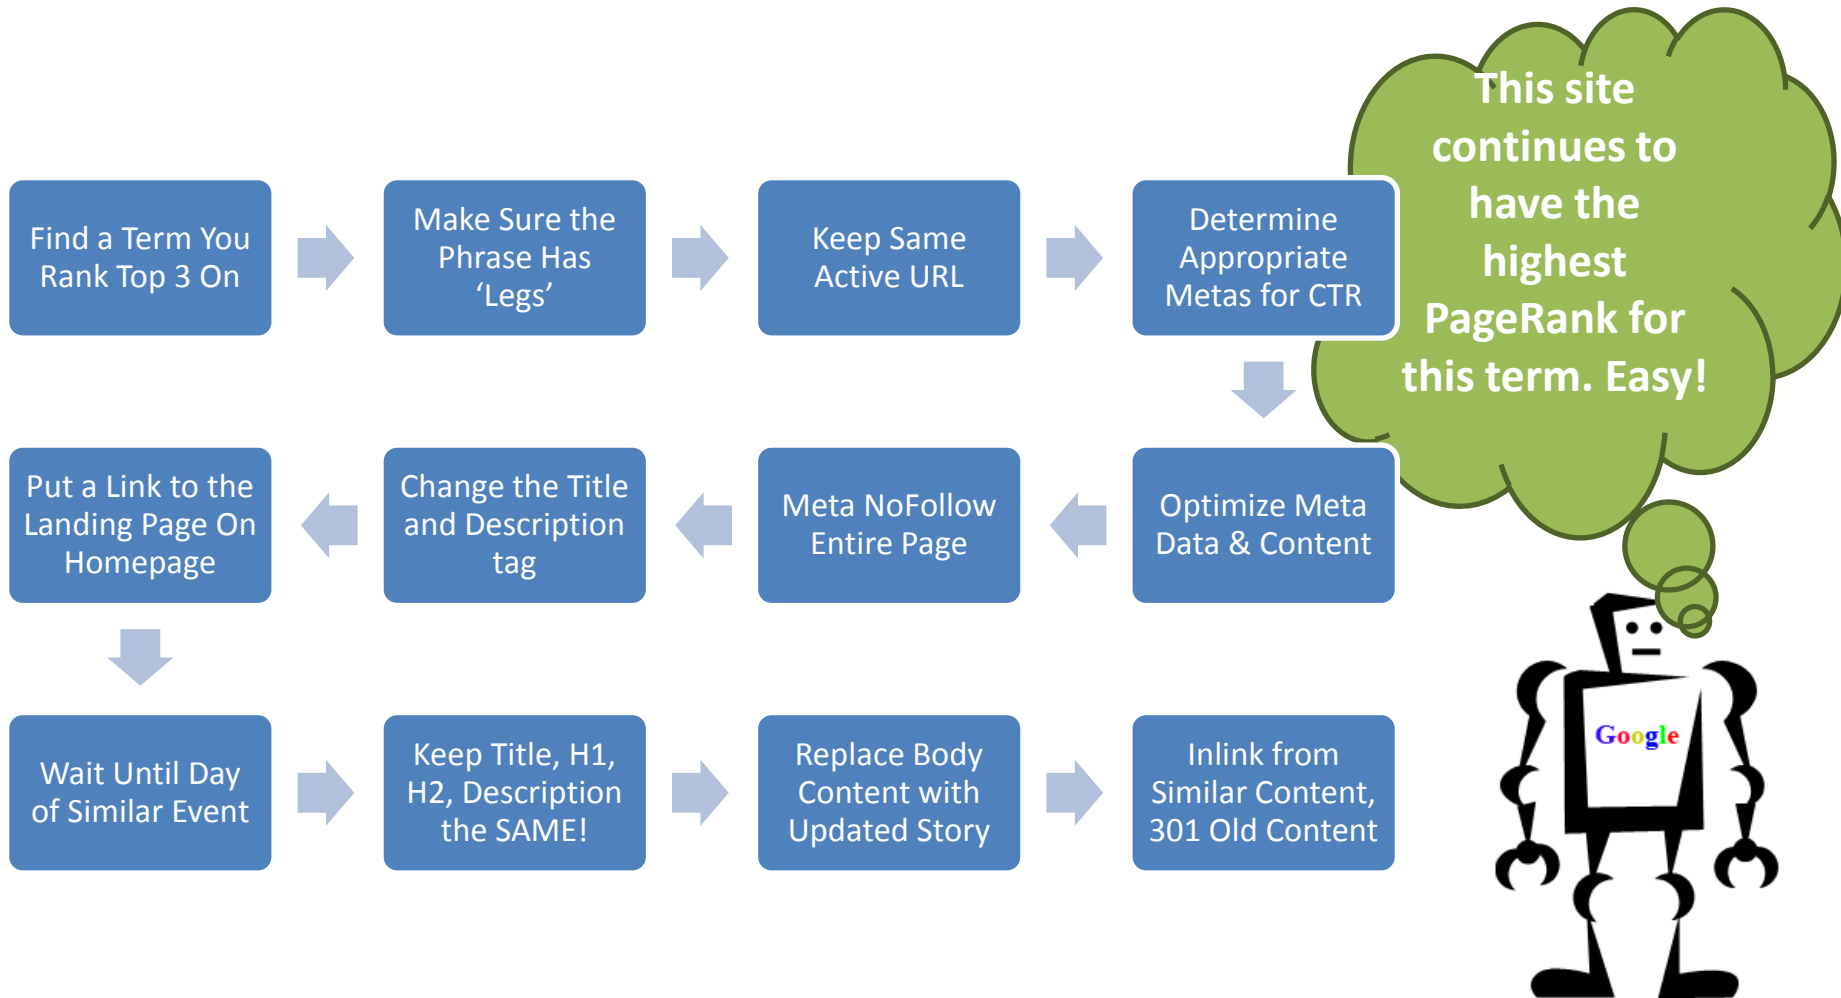 Find a Term You
Rank Top 3 On
Make Sure the
Phrase Has
‘Legs’
Keep Same
Active URL
Determine
Appropriate
Metas for CTR
Optimize Meta
Data & Content
Meta NoFollow
Entire Page
Change the Title
and Description
tag
Put a Link to the
Landing Page On
Homepage
Wait Until Day
of Similar Event
Keep Title, H1,
H2, Description
the SAME!
Replace Body
Content with
Updated Story
Inlink from
Similar Content,
301 Old Content
This site
continues to
have the
highest
PageRank for
this term. Easy!
Google